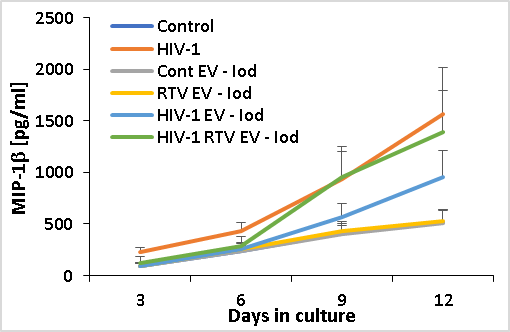 2500
2000
1500
1000
500
0
MIP-1β [pg/ml]
Control
HIV-1
Cont EV - Iod
RTV EV - Iod
HIV-1 EV - Iod
HIV-1 RTV EV - Iod
3 6 9 12
Days in culture